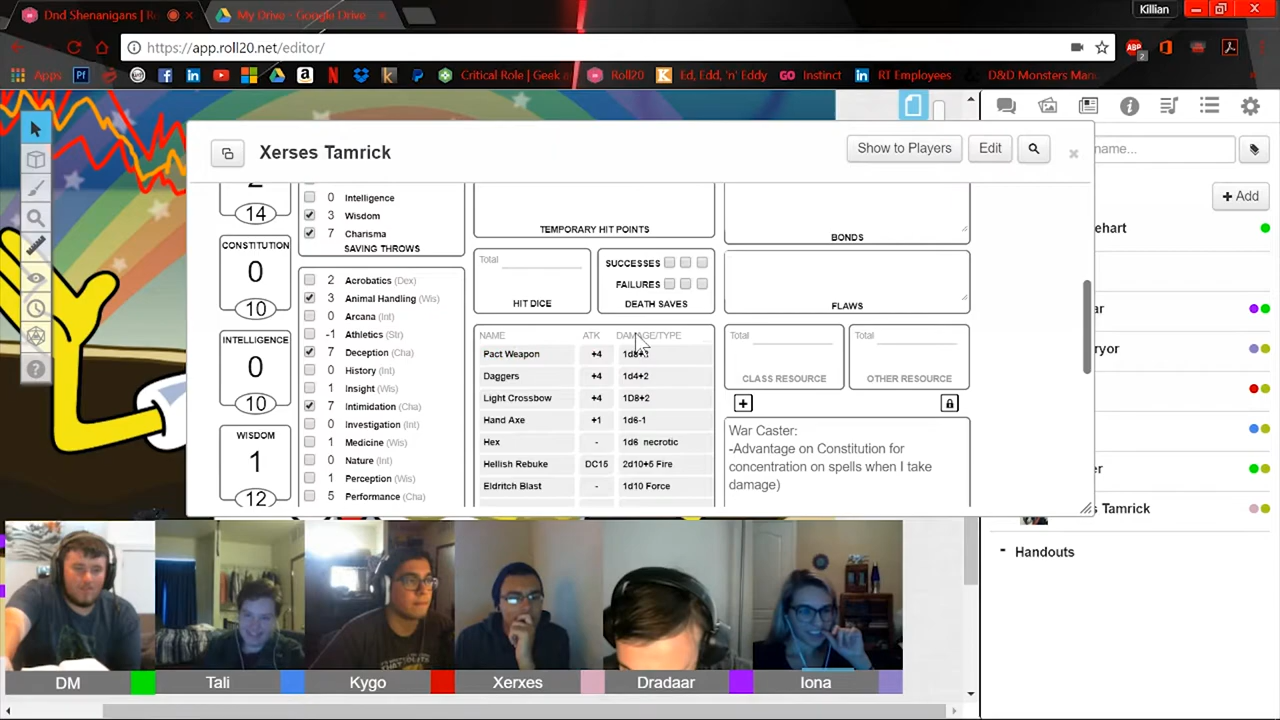 Dnd Shenanigans | Ro
My Drive - Google Drive
Killian
https://app.roll20.net/editor/
Apps
Critical Role | Geek a
Roll20
Ed, Edd, 'n' Eddy
Instinct
RT Employees
D&D Monsters Man
Xerses Tamrick
Show to Players
Edit
name...
+ Add
14
0 Intelligence
3 Wisdom
7 Charisma
SAVING THROWS
TEMPORARY HIT POINTS
BONDS
CONSTITUTION
0
10
INTELLIGENCE
0
10
WISDOM
1
12
2 Acrobatics (Dex)
3 Animal Handling (Wis)
0 Arcana (Int)
-1 Athletics (Str)
7 Deception (Cha)
0 History (Int)
1 Insight (Wis)
7 Intimidation (Cha)
0 Investigation (Int)
1 Medicine (Wis)
0 Nature (Int)
1 Perception (Wis)
5 Performance (Cha)
Total
HIT DICE
SUCCESSES
FAILURES
DEATH SAVES
FLAWS
NAME ATK DAMAGE/TYPE
Pact Weapon +4
Daggers +4 1d4+2
Light Crossbow +4 1D8+2
Hand Axe +1 1d6-1
Hex - 1d6 necrotic
Hellish Rebuke DC15 2d10+5 Fire
Eldritch Blast - 1d10 Force
Total
CLASS RESOURCE
Total
OTHER RESOURCE
War Caster:
-Advantage on Constitution for
concentration on spells when I take
damage)
ehart
ar
ryor
er
s Tamrick
- Handouts
DM
Tali
Kygo
Xerxes
Dradaar
Iona